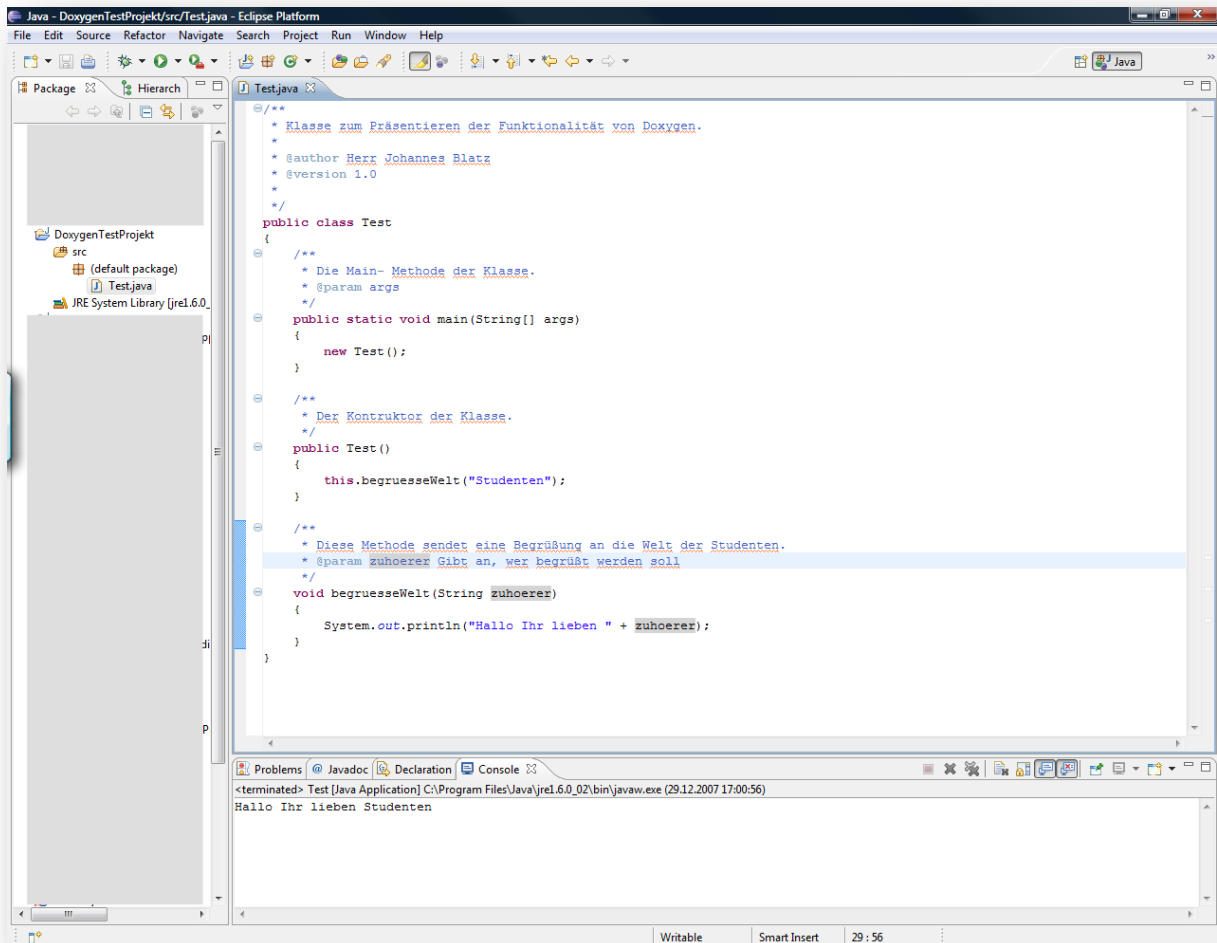 Java - DoxygenTestProjekt/src/Test.java - Eclipse Platform
File Edit Source Refactor Navigate Search Project Run Window Help
Java
Package Hierarch
DoxygenTestProjekt
src
(default package)
Test.java
JRE System Library [jre1.6.0_
Test.java
/**
* Klasse zum Präsentieren der Funktionalität von Doxygen.
*
* @author Herr Johannes Blatz
* @version 1.0
*
*/
public class Test
{
/**
* Die Main- Methode der Klasse.
* @param args
*/
public static void main(String[] args)
{
new Test();
}
/**
* Der Kontruktor der Klasse.
*/
public Test()
{
this.begruesseWelt("Studenten");
}
/**
* Diese Methode sendet eine Begrüßung an die Welt der Studenten.
* @param zuhoerer Gibt an, wer begrüßt werden soll
*/
void begruesseWelt(String zuhoerer)
{
System.out.println("Hallo Ihr lieben " + zuhoerer);
}
}
Problems @ Javadoc Declaration Console
<terminated> Test [Java Application] C:\Program Files\Java\jre1.6.0_02\bin\javaw.exe (29.12.2007 17:00:56)
Hallo Ihr lieben Studenten
Writable Smart Insert 29 : 56